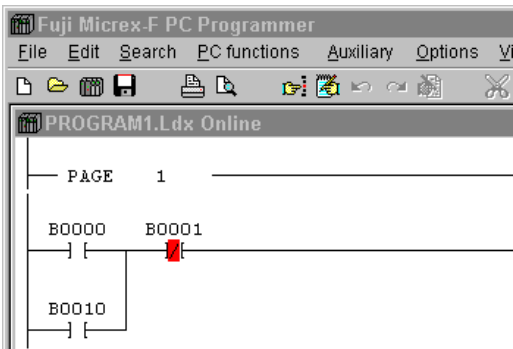 Fuji Micrex-F PC Programmer
File Edit Search PC functions Auxiliary Options
PROGRAM1.Ldx Online
PAGE 1
B0000 B0001
B0010